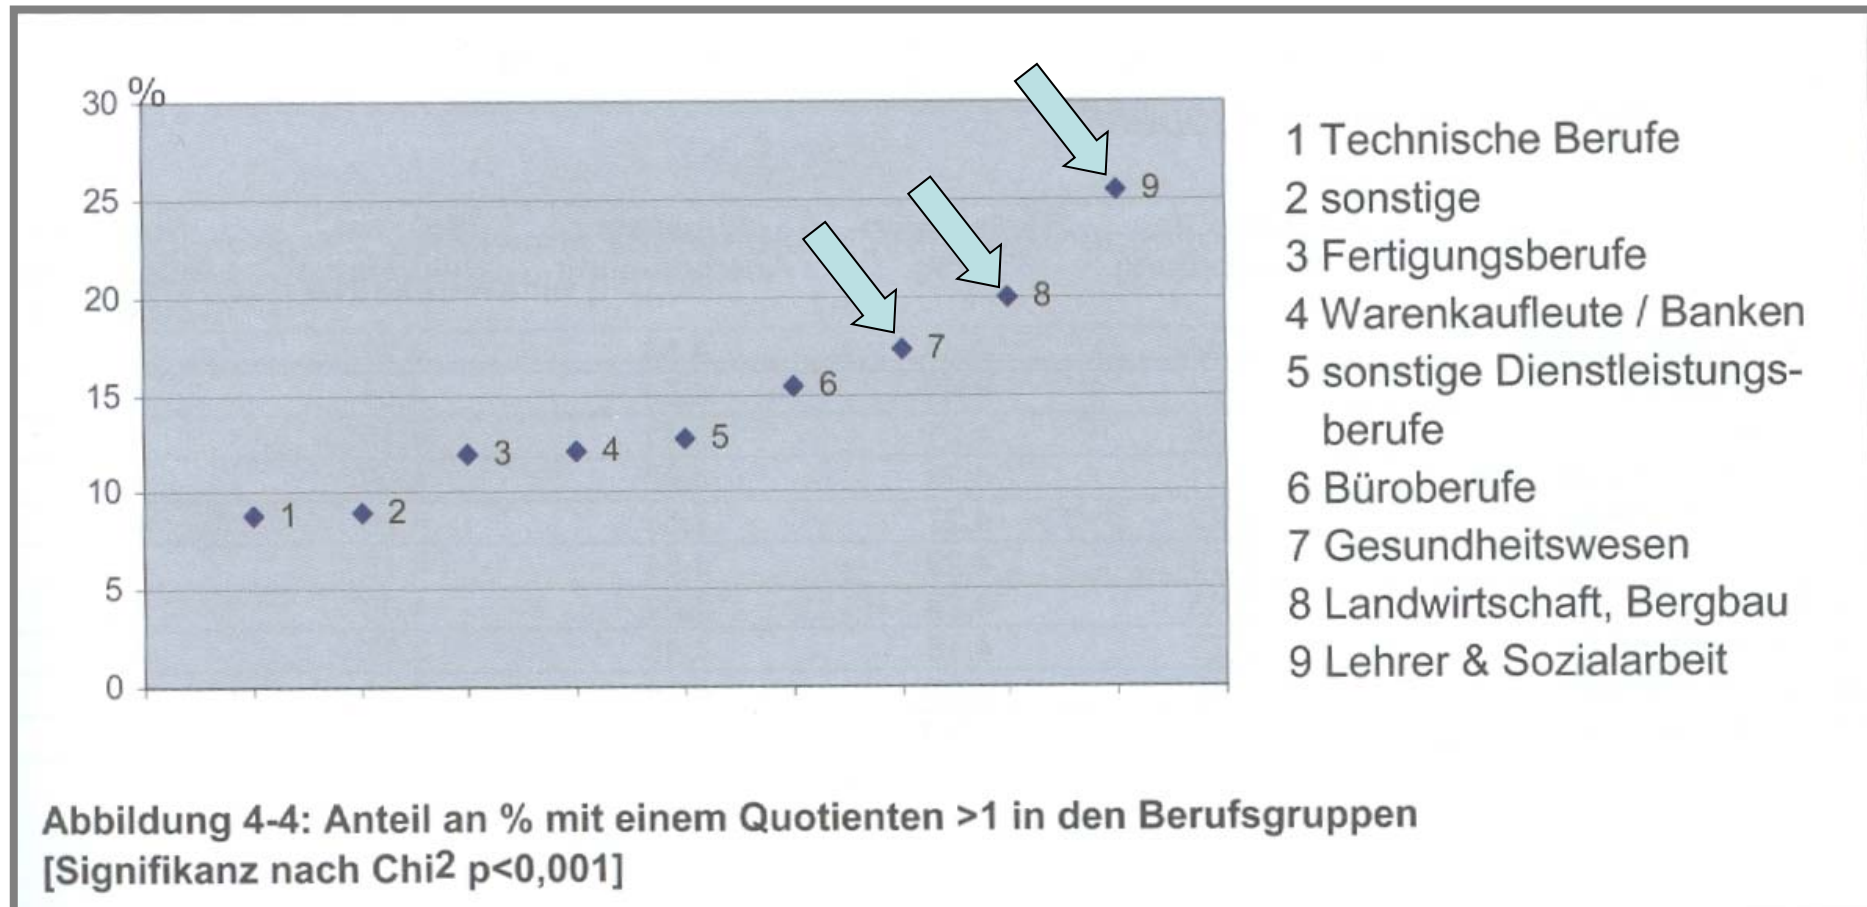 %
30
25
20
15
10
5
0
1
2
3
4
5
6
7
8
9
1 Technische Berufe
2 sonstige
3 Fertigungsberufe
4 Warenkaufleute / Banken
5 sonstige Dienstleistungs-
berufe
6 Büroberufe
7 Gesundheitswesen
8 Landwirtschaft, Bergbau
9 Lehrer & Sozialarbeit
Abbildung 4-4: Anteil an % mit einem Quotienten >1 in den Berufsgruppen
[Signifikanz nach Chi2 p<0,001]